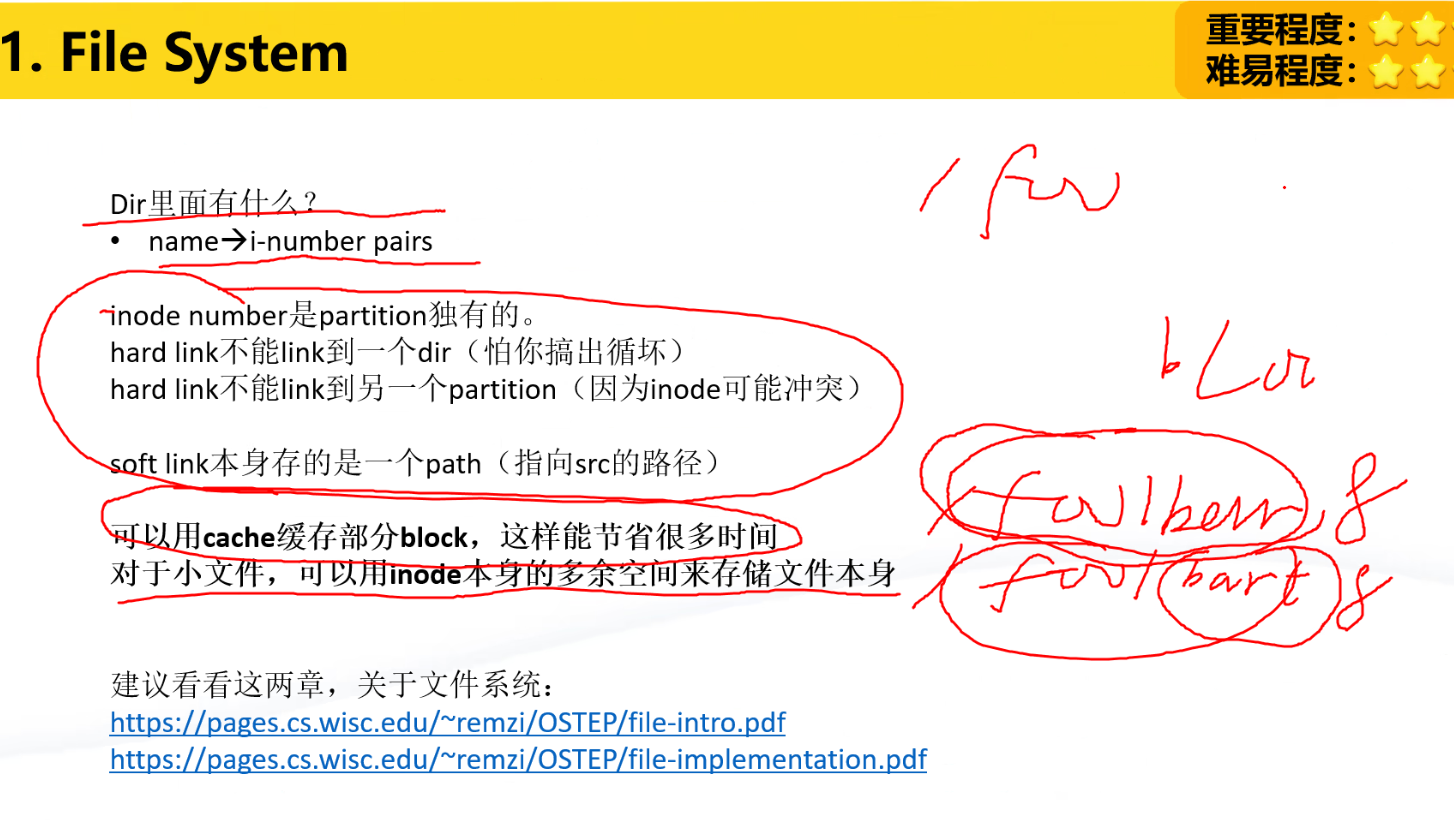 1. File System
重要程度：
难易程度：
Dir里面有什么？
• name→i-number pairs
inode number是partition独有的。
hard link不能link到一个dir（怕你搞出循坏）
hard link不能link到另一个partition（因为inode可能冲突）
soft link本身存的是一个path（指向src的路径）
可以用cache缓存部分block，这样能节省很多时间
对于小文件，可以用inode本身的多余空间来存储文件本身
建议看看这两章，关于文件系统：
https://pages.cs.wisc.edu/~remzi/OSTEP/file-intro.pdf
https://pages.cs.wisc.edu/~remzi/OSTEP/file-implementation.pdf